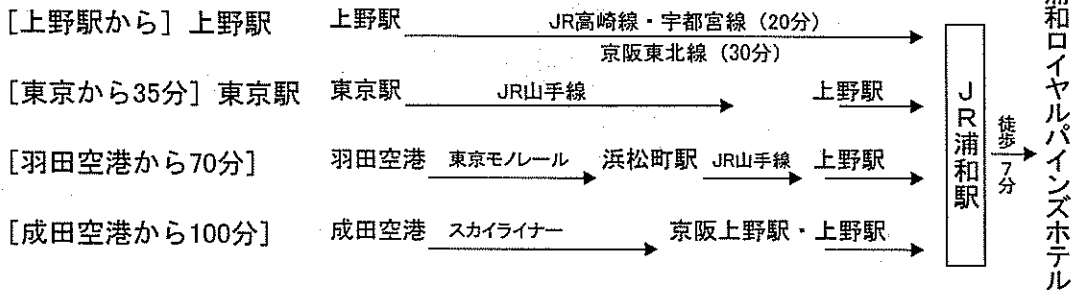 [上野駅から] 上野駅 上野駅 JR高崎線・宇都宮線（20分）
京阪東北線（30分）
[東京から35分] 東京駅 東京駅 JR山手線 上野駅
[羽田空港から70分] 羽田空港 東京モノレール 浜松町駅 JR山手線 上野駅
[成田空港から100分] 成田空港 スカイライナー 京阪上野駅・上野駅
JR浦和駅
徒歩7分
浦和ロイヤルパインズホテル